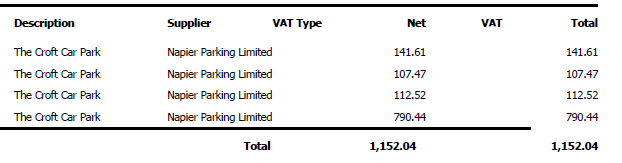 Description Supplier VAT Type Net VAT Total
The Croft Car Park Napier Parking Limited 141.61 141.61
The Croft Car Park Napier Parking Limited 107.47 107.47
The Croft Car Park Napier Parking Limited 112.52 112.52
The Croft Car Park Napier Parking Limited 790.44 790.44
Total 1,152.04 1,152.04